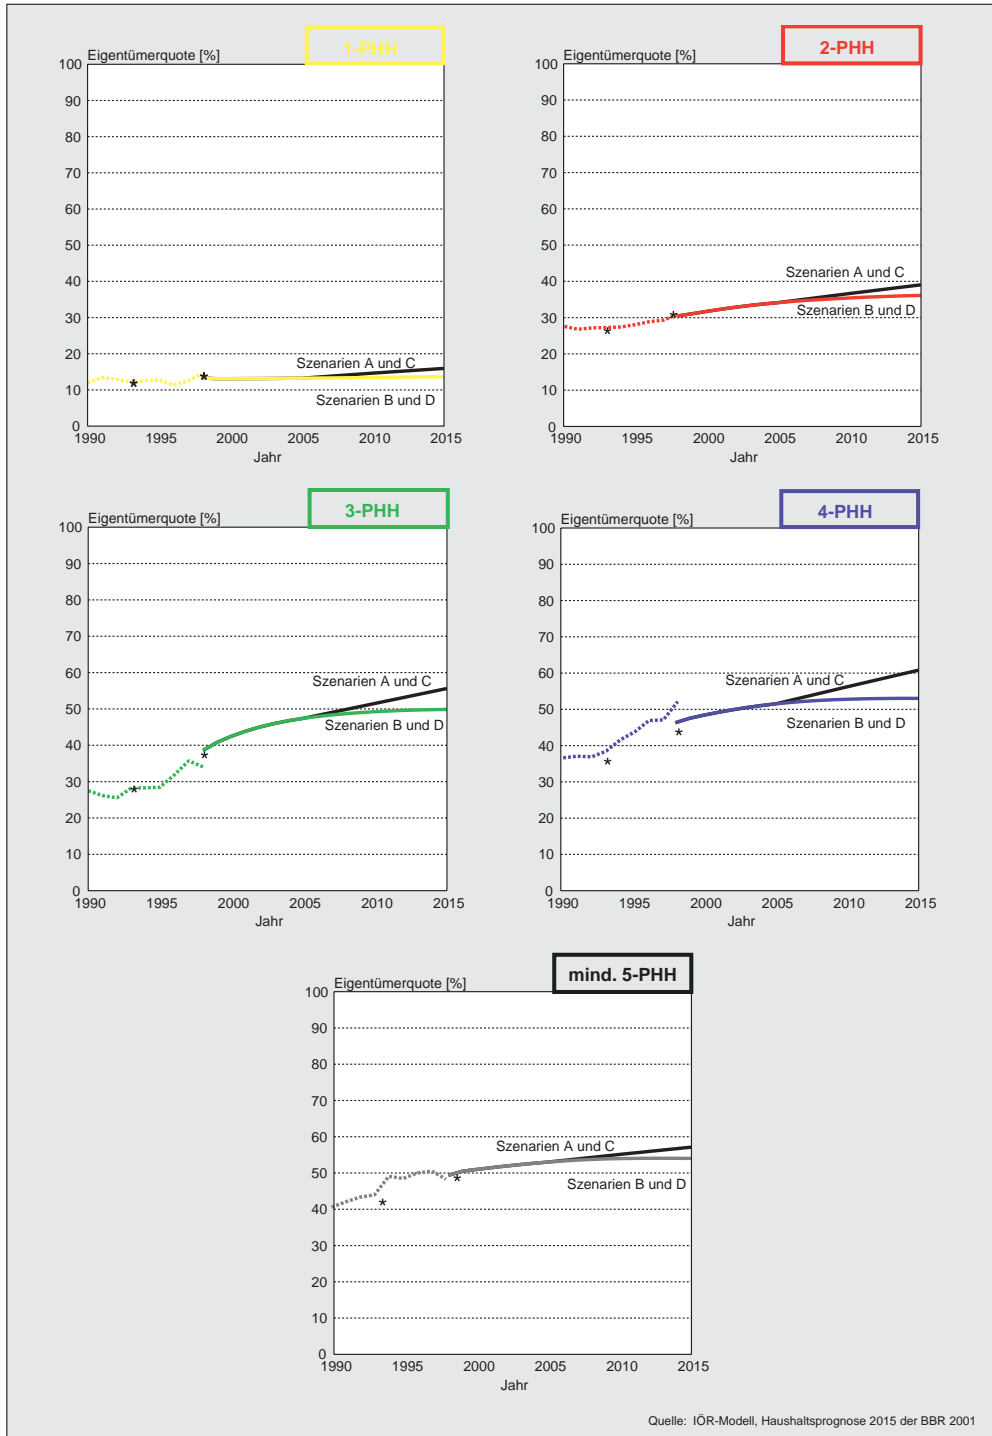 1-PHH
Eigentümerquote [%]
100
90
80
70
60
50
40
30
20
10
0
Szenarien A und C
Szenarien B und D
1990 1995 2000 2005 2010 2015
Jahr
2-PHH
Eigentümerquote [%]
100
90
80
70
60
50
40
30
20
10
0
Szenarien A und C
Szenarien B und D
1990 1995 2000 2005 2010 2015
Jahr
3-PHH
Eigentümerquote [%]
100
90
80
70
60
50
40
30
20
10
0
Szenarien A und C
Szenarien B und D
1990 1995 2000 2005 2010 2015
Jahr
4-PHH
Eigentümerquote [%]
100
90
80
70
60
50
40
30
20
10
0
Szenarien A und C
Szenarien B und D
1990 1995 2000 2005 2010 2015
Jahr
mind. 5-PHH
Eigentümerquote [%]
100
90
80
70
60
50
40
30
20
10
0
Szenarien A und C
Szenarien B und D
1990 1995 2000 2005 2010 2015
Jahr
Quelle: IÖR-Modell, Haushaltsprognose 2015 der BBR 2001